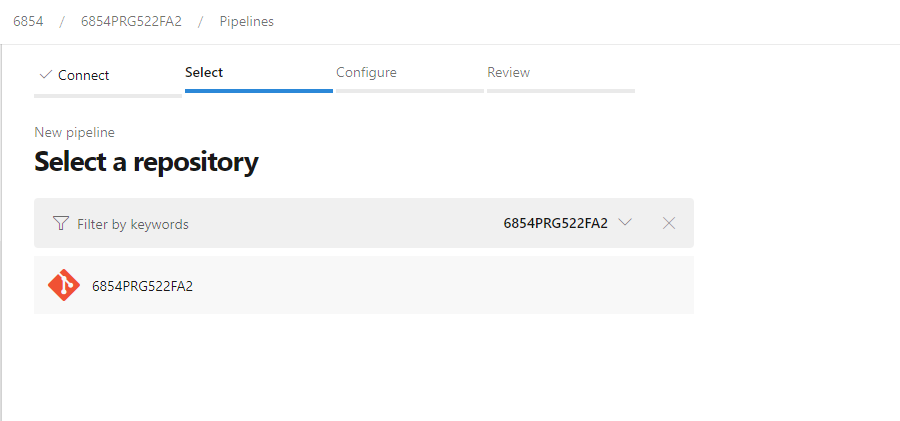 6854 / 6854PRG522FA2 / Pipelines
Connect Select Configure Review
New pipeline
Select a repository
Filter by keywords 6854PRG522FA2
6854PRG522FA2